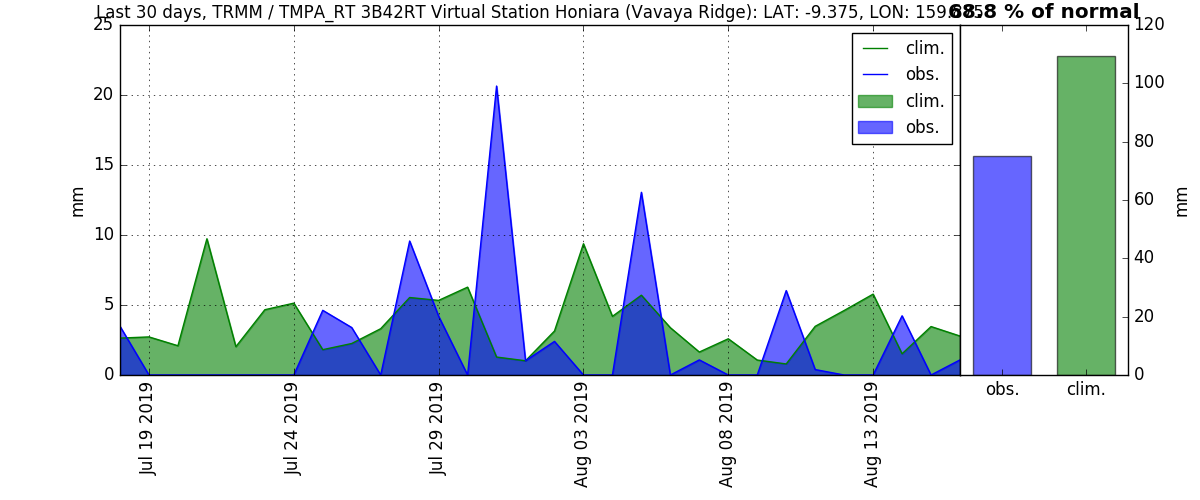 Last 30 days, TRMM / TMPA_RT 3B42RT Virtual Station Honiara (Vavaya Ridge): LAT: -9.375, LON:
68.8 % of normal
25
20
15
10
5
0
mm
clim.
obs.
clim.
obs.
120
100
80
60
40
20
0
mm
obs.
clim.
Jul 19 2019
Jul 24 2019
Jul 29 2019
Aug 03 2019
Aug 08 2019
Aug 13 2019